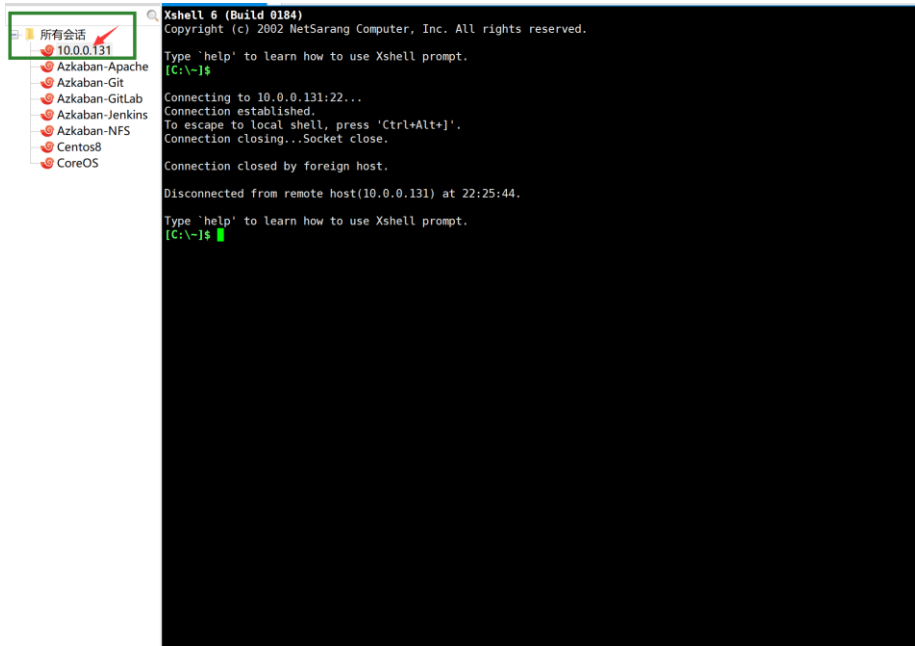 所有会话
10.0.0.131
Azkaban-Apache
Azkaban-Git
Azkaban-GitLab
Azkaban-Jenkins
Azkaban-NFS
Centos8
CoreOS
Xshell 6 (Build 0184)
Copyright (c) 2002 NetSarang Computer, Inc. All rights reserved.
Type `help' to learn how to use Xshell prompt.
[C:\~]$
Connecting to 10.0.0.131:22...
Connection established.
To escape to local shell, press 'Ctrl+Alt+]'.
Connection closing...Socket close.
Connection closed by foreign host.
Disconnected from remote host(10.0.0.131) at 22:25:44.
Type `help' to learn how to use Xshell prompt.
[C:\~]$